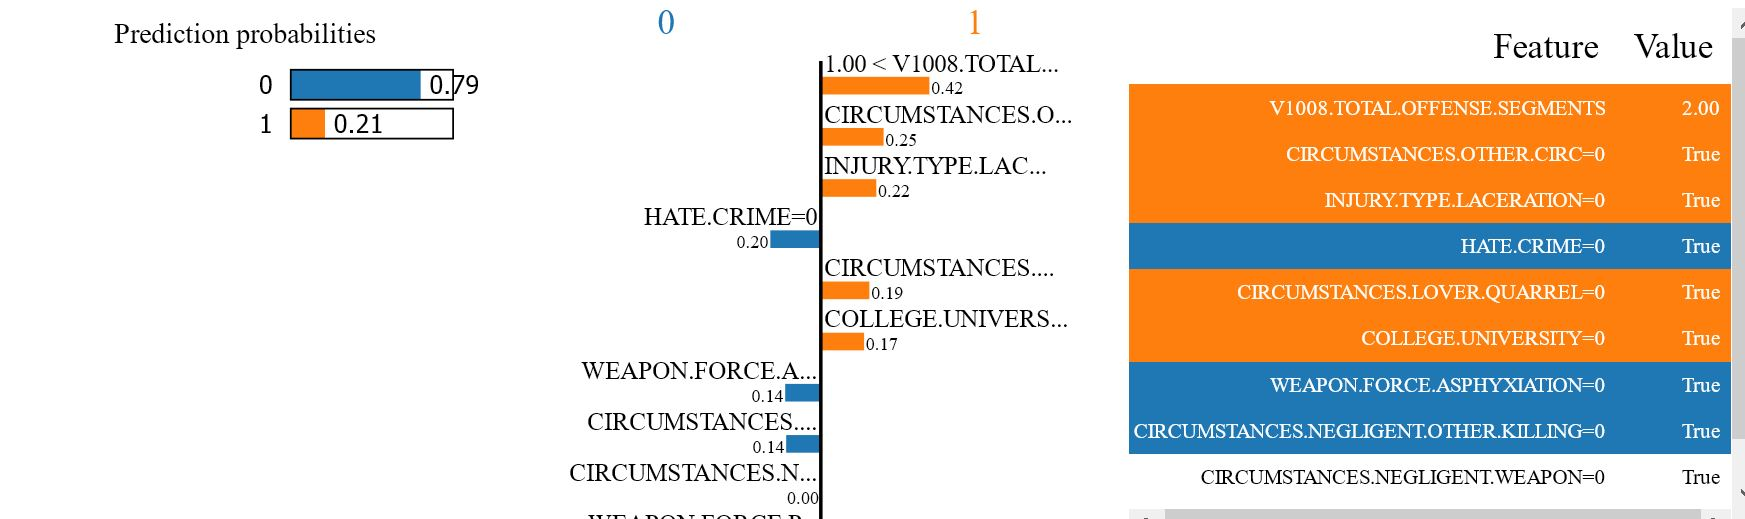 Prediction probabilities
0 0.79
1 0.21
0 1
1.00 < V1008.TOTAL...
0.42
CIRCUMSTANCES.O...
0.25
INJURY.TYPE.LAC...
0.22
HATE.CRIME=0
0.20
CIRCUMSTANCES....
0.19
COLLEGE.UNIVERS...
0.17
WEAPON.FORCE.A...
0.14
CIRCUMSTANCES....
0.14
CIRCUMSTANCES.N...
0.00
Feature Value
V1008.TOTAL.OFFENSE.SEGMENTS 2.00
CIRCUMSTANCES.OTHER.CIRC=0 True
INJURY.TYPE.LACERATION=0 True
HATE.CRIME=0 True
CIRCUMSTANCES.LOVER.QUARREL=0 True
COLLEGE.UNIVERSITY=0 True
WEAPON.FORCE.ASPHYXIATION=0 True
CIRCUMSTANCES.NEGLIGENT.OTHER.KILLING=0 True
CIRCUMSTANCES.NEGLIGENT.WEAPON=0 True